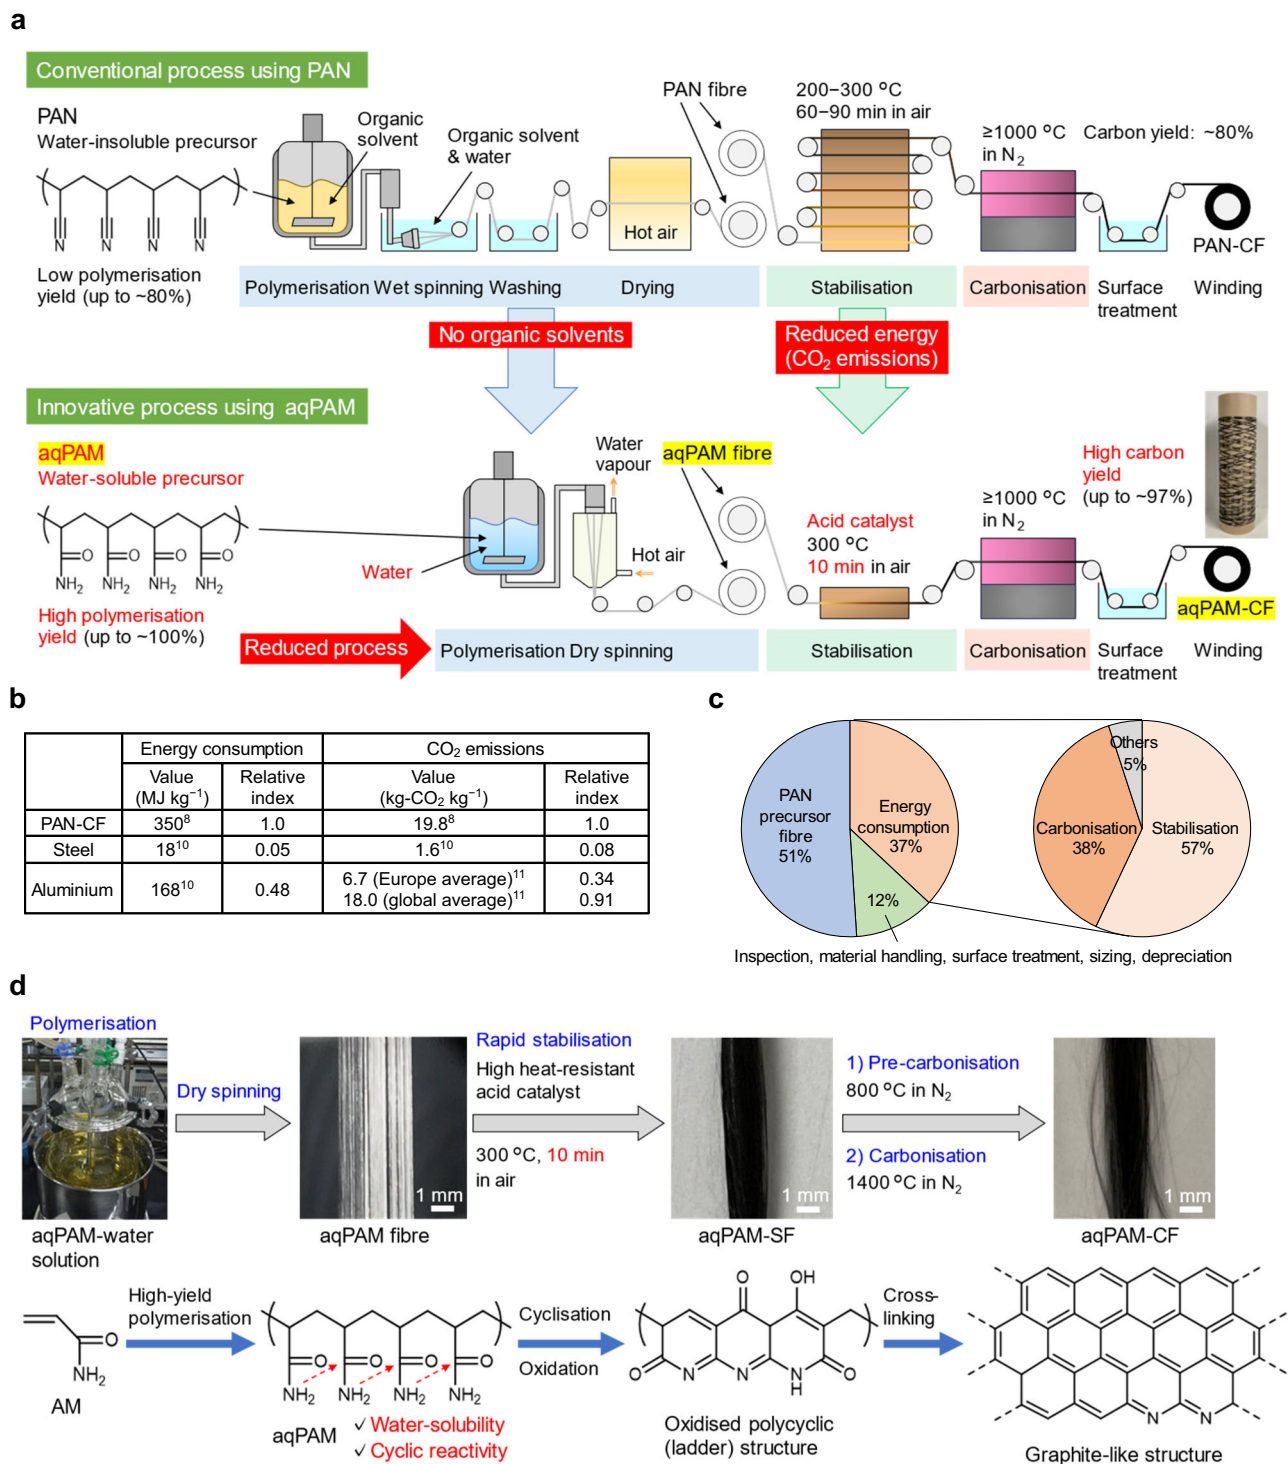 a
Conventional process using PAN
PAN
Water-insoluble precursor
N N N N
Low polymerisation
yield (up to ~80%)
Organic
solvent
Organic solvent
& water
Hot air
PAN fibre
200−300 °C
60−90 min in air
≥1000 °C
in N₂
Carbon yield: ~80%
PAN-CF
Polymerisation Wet spinning Washing Drying
Stabilisation
Carbonisation
Surface
treatment
Winding
No organic solvents
Reduced energy
(CO₂ emissions)
Innovative process using aqPAM
aqPAM
Water-soluble precursor
O O O O
NH₂ NH₂ NH₂ NH₂
High polymerisation
yield (up to ~100%)
Water
Water
vapour
Hot air
aqPAM fibre
Acid catalyst
300 °C
10 min in air
≥1000 °C
in N₂
High carbon
yield
(up to ~97%)
aqPAM-CF
Reduced process
Polymerisation Dry spinning
Stabilisation
Carbonisation
Surface
treatment
Winding
b
Energy consumption CO₂ emissions
Value
(MJ kg⁻¹)
Relative
index
Value
(kg-CO₂ kg⁻¹)
Relative
index
PAN-CF 350⁸ 1.0 19.8⁸ 1.0
Steel 18¹⁰ 0.05 1.6¹⁰ 0.08
Aluminium 168¹⁰ 0.48
6.7 (Europe average)¹¹ 0.34
18.0 (global average)¹¹ 0.91
c
PAN
precursor
fibre
51%
Energy
consumption
37%
12%
Inspection, material handling, surface treatment, sizing, depreciation
Others
5%
Carbonisation
38%
Stabilisation
57%
d
Polymerisation
aqPAM-water
solution
Dry spinning
1 mm
aqPAM fibre
Rapid stabilisation
High heat-resistant
acid catalyst
300 °C, 10 min
in air
1 mm
aqPAM-SF
1) Pre-carbonisation
800 °C in N₂
2) Carbonisation
1400 °C in N₂
1 mm
aqPAM-CF
O
NH₂
AM
High-yield
polymerisation
O O O O
NH₂ NH₂ NH₂ NH₂
aqPAM
✓ Water-solubility
✓ Cyclic reactivity
Cyclisation
Oxidation
O OH
O N N N O
H
Oxidised polycyclic
(ladder) structure
Cross-
linking
N N
Graphite-like structure